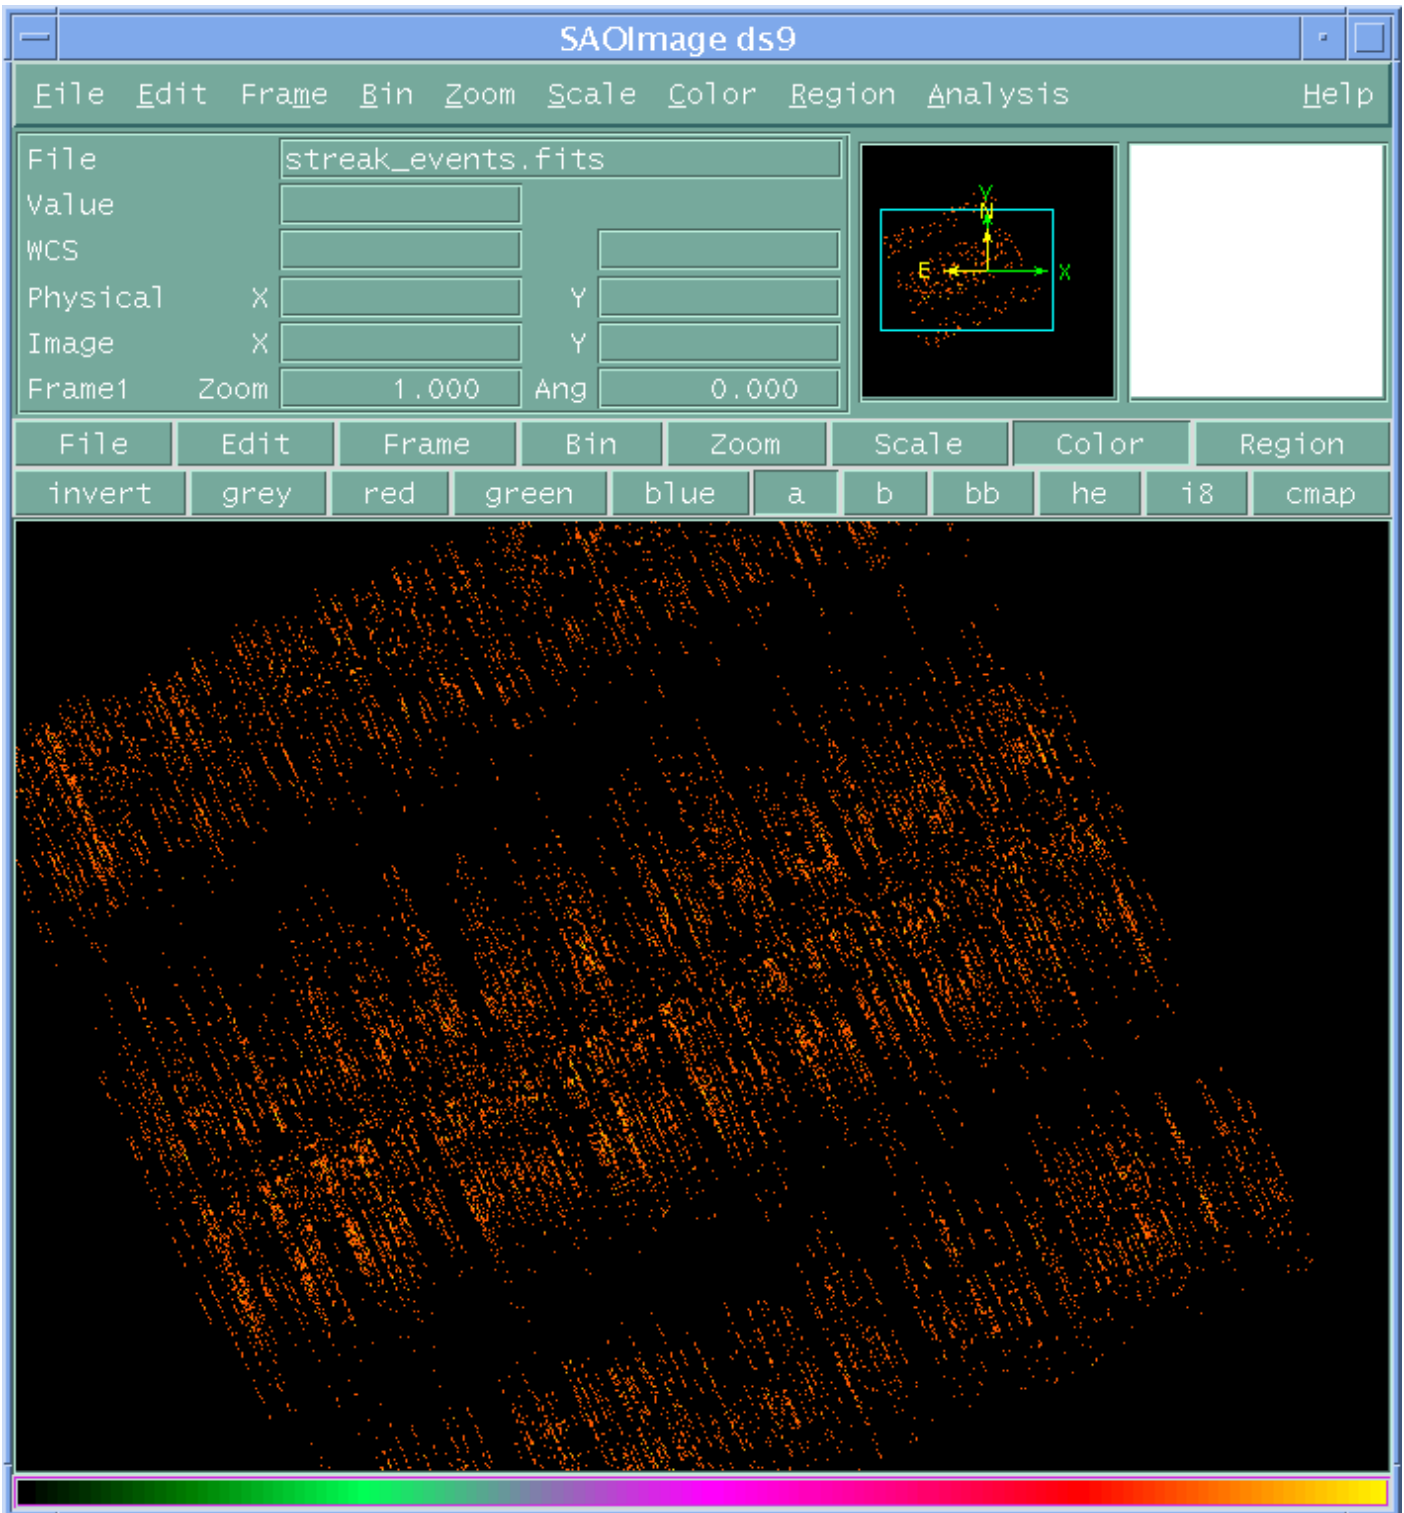 SAOImage ds9
File Edit Frame Bin Zoom Scale Color Region Analysis Help
File streak_events.fits
Value
WCS
Physical X Y
Image X Y
Frame1 Zoom 1.000 Ang 0.000
Y
N
E X
File Edit Frame Bin Zoom Scale Color Region
invert grey red green blue a b bb he i8 cmap